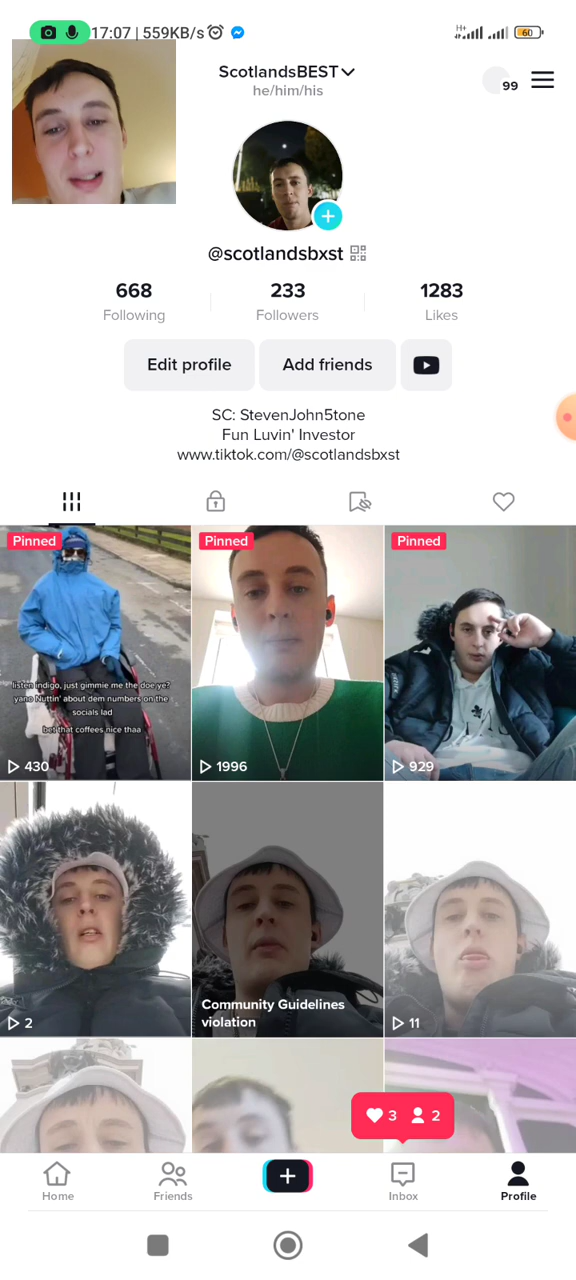 17:07 | 559KB/s
H+
60
ScotlandsBEST
he/him/his
99
@scotlandsbxst
668
233
1283
Following
Followers
Likes
Edit profile
Add friends
SC: StevenJohn5tone
Fun Luvin' Investor
www.tiktok.com/@scotlandsbxst
Pinned
Pinned
Pinned
listen indigo, just gimmie me the doe ye?
yano Nuttin' about dem numbers on the
socials lad
bet that coffees nice thaa
430
1996
929
Community Guidelines
violation
2
11
3
2
Home
Friends
Inbox
Profile